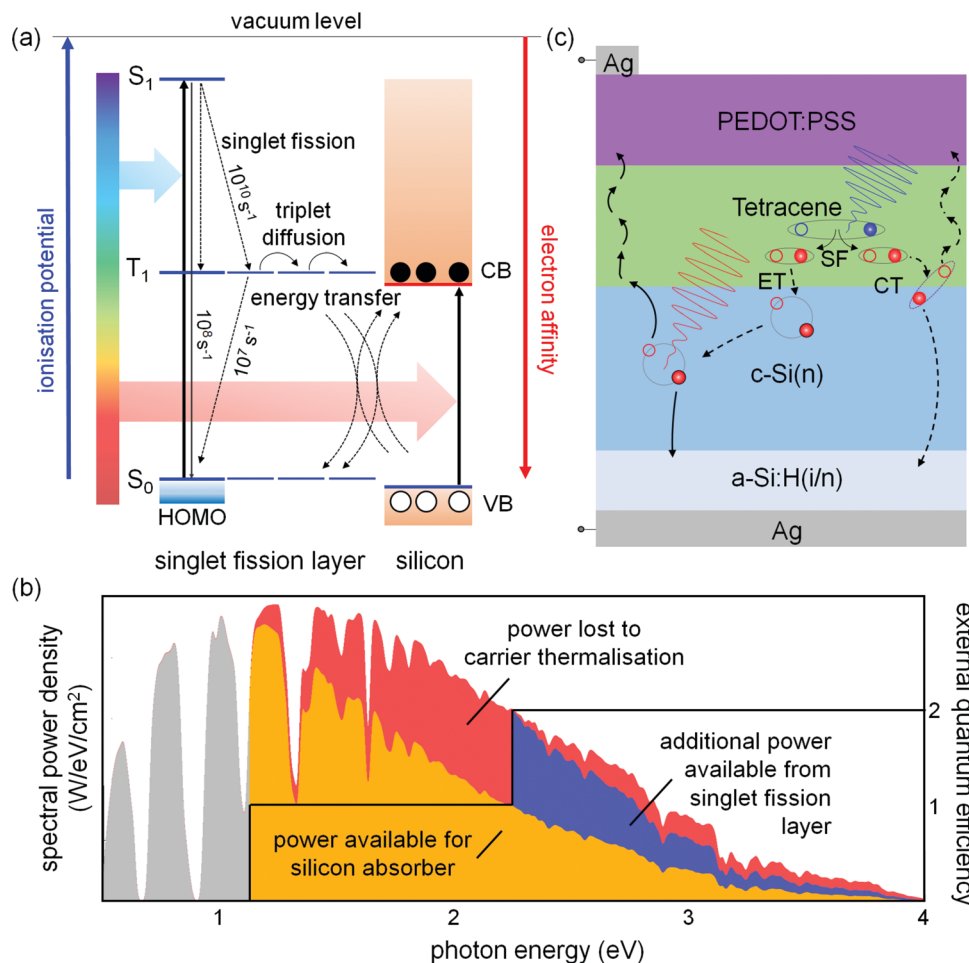 (a)
vacuum level
ionisation potential
S1
singlet fission
10^10 s^-1
triplet
diffusion
T1
CB
energy transfer
10^8 s^-1
10^7 s^-1
S0
HOMO
VB
singlet fission layer
silicon
electron affinity
(c)
Ag
PEDOT:PSS
Tetracene
SF
ET
CT
c-Si(n)
a-Si:H(i/n)
Ag
(b)
spectral power density
(W/eV/cm²)
power lost to
carrier thermalisation
additional power
available from
singlet fission
layer
power available for
silicon absorber
2
1
external quantum efficiency
1
2
3
4
photon energy (eV)